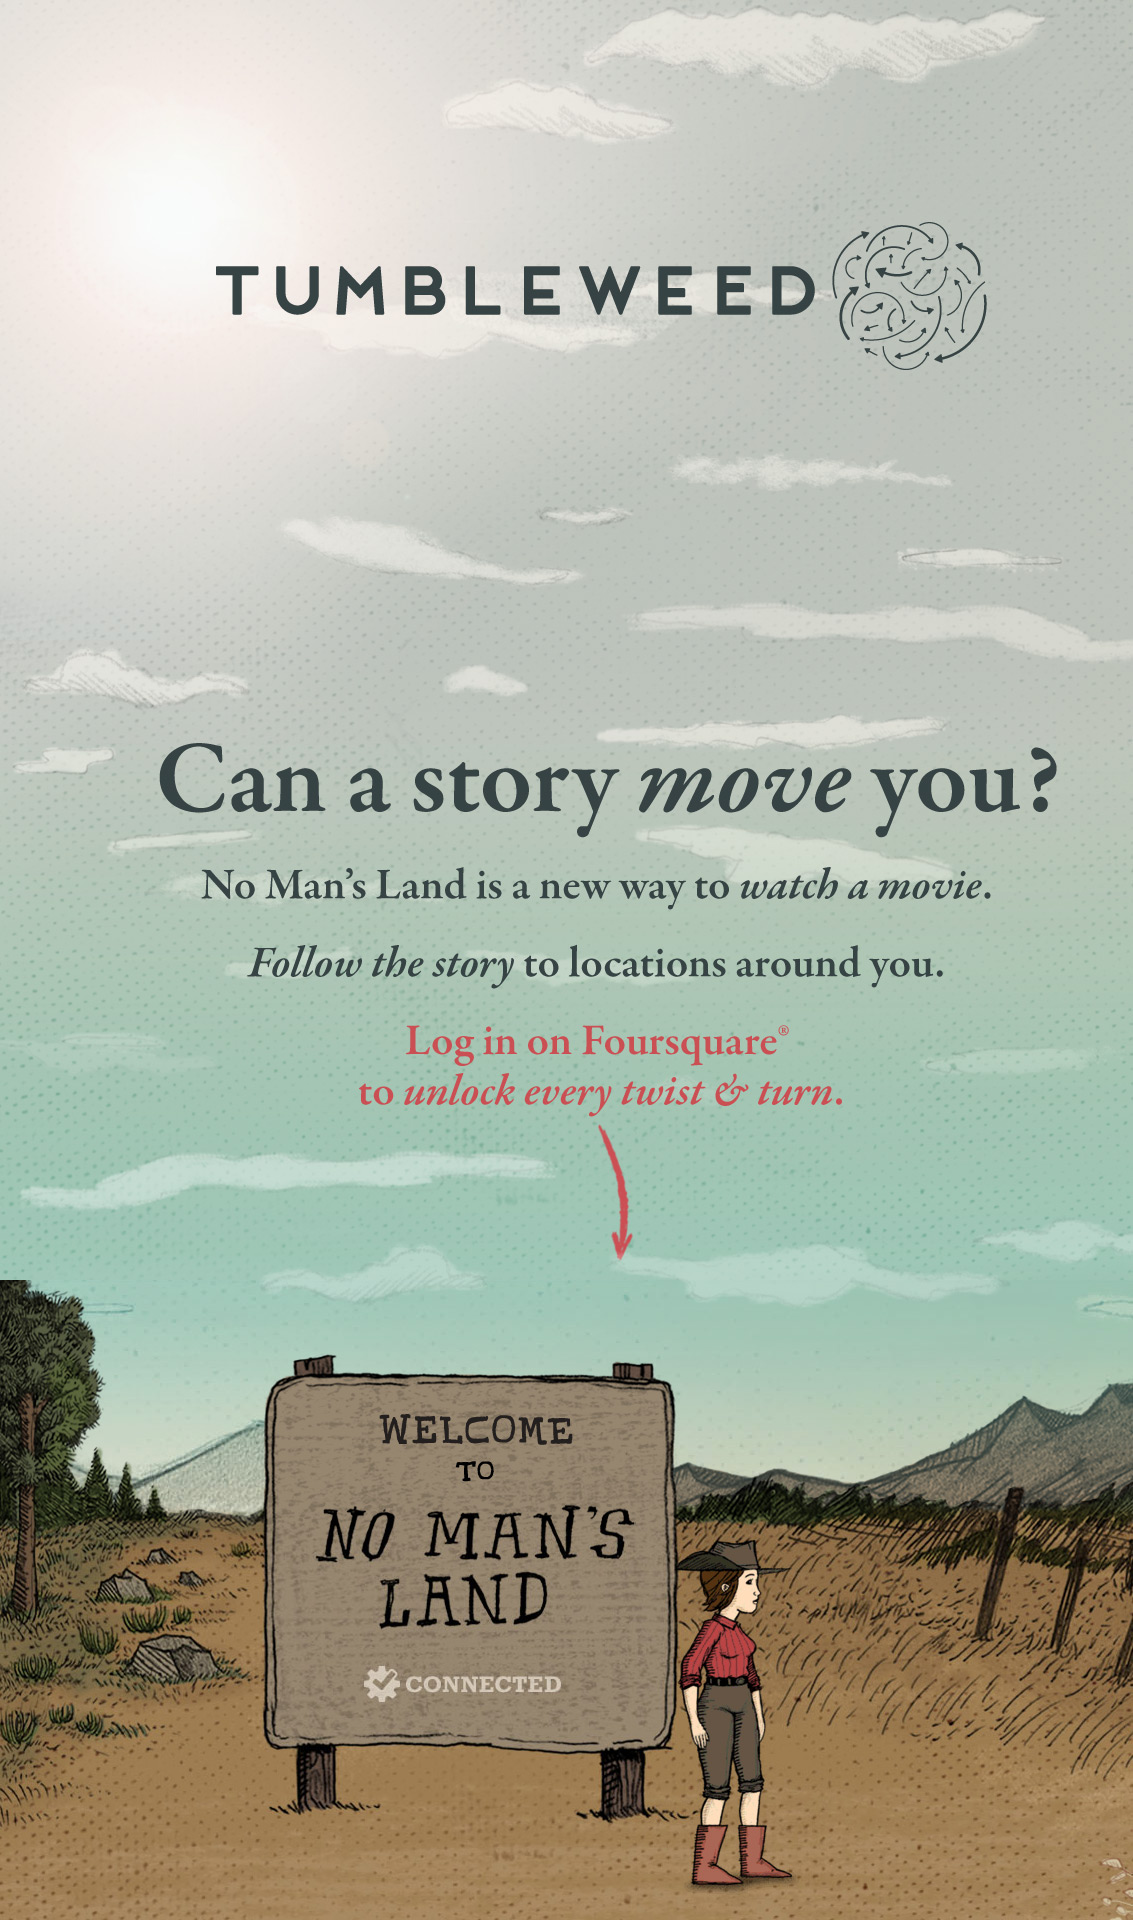 TUMBLEWEED
Can a story move you?
No Man's Land is a new way to watch a movie.
Follow the story to locations around you.
Log in on Foursquare®
to unlock every twist & turn.
WELCOME
TO
NO MAN'S
LAND
CONNECTED